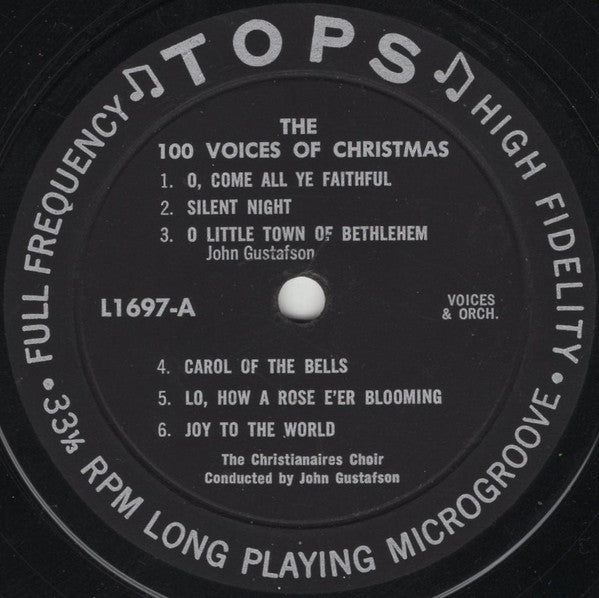 TOPS
FULL FREQUENCY
HIGH FIDELITY
THE
100 VOICES OF CHRISTMAS
1. O, COME ALL YE FAITHFUL
2. SILENT NIGHT
3. O LITTLE TOWN OF BETHLEHEM
John Gustafson
L1697-A
VOICES
& ORCH.
4. CAROL OF THE BELLS
5. LO, HOW A ROSE E'ER BLOOMING
6. JOY TO THE WORLD
The Christianaires Choir
Conducted by John Gustafson
• 33⅓ RPM LONG PLAYING MICROGROOVE •